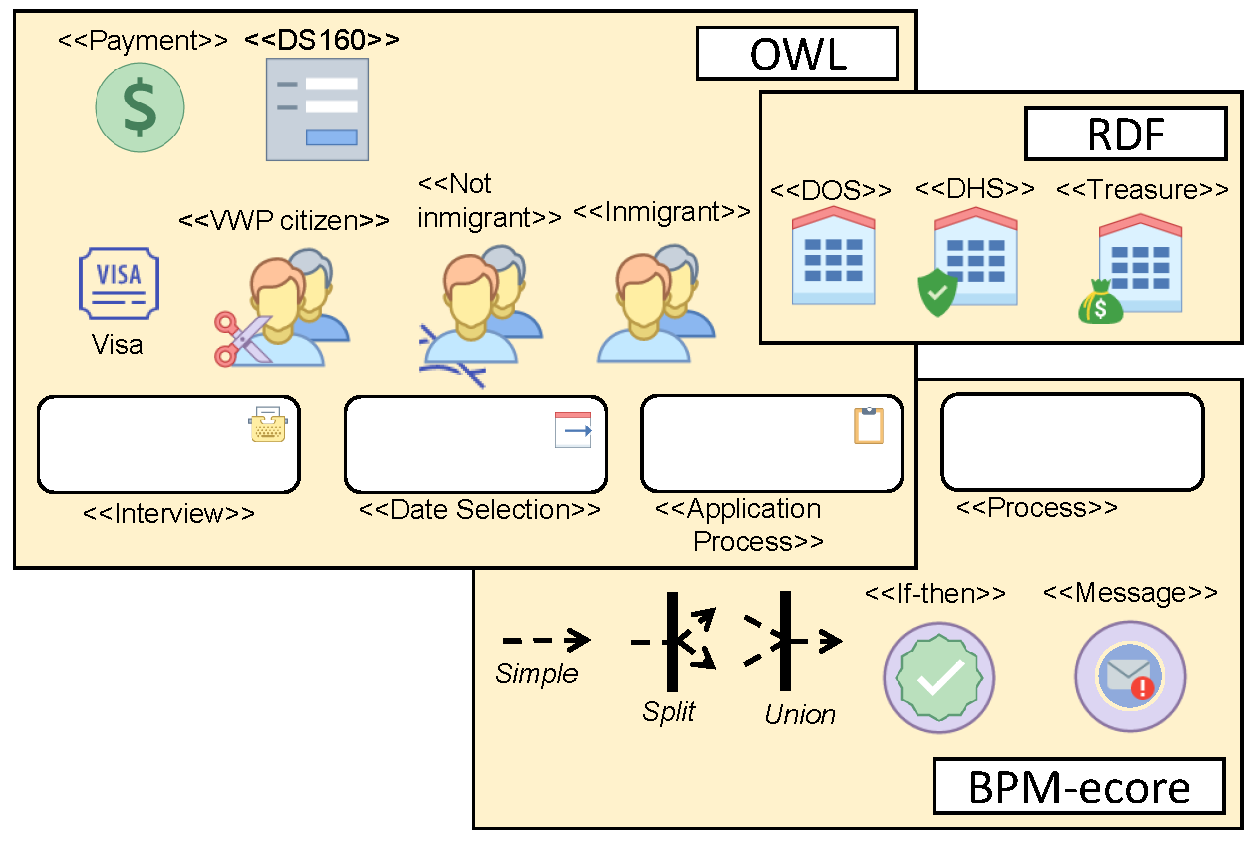 <<Payment>>
<<DS160>>
OWL
$
<<VWP citizen>>
<<Not
inmigrant>>
<<Inmigrant>>
VISA
Visa
<<Interview>>
<<Date Selection>>
<<Application
Process>>
RDF
<<DOS>>
<<DHS>>
<<Treasure>>
$
<<Process>>
Simple
Split
Union
<<If-then>>
<<Message>>
!
BPM-ecore